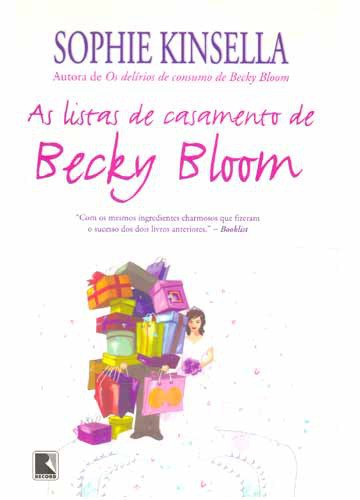 SOPHIE KINSELLA
Autora de Os delírios de consumo de Becky Bloom
As listas de casamento de
Becky Bloom
“Com os mesmos ingredientes charmosos que fizeram
o sucesso dos dois livros anteriores.” – Booklist
RECORD